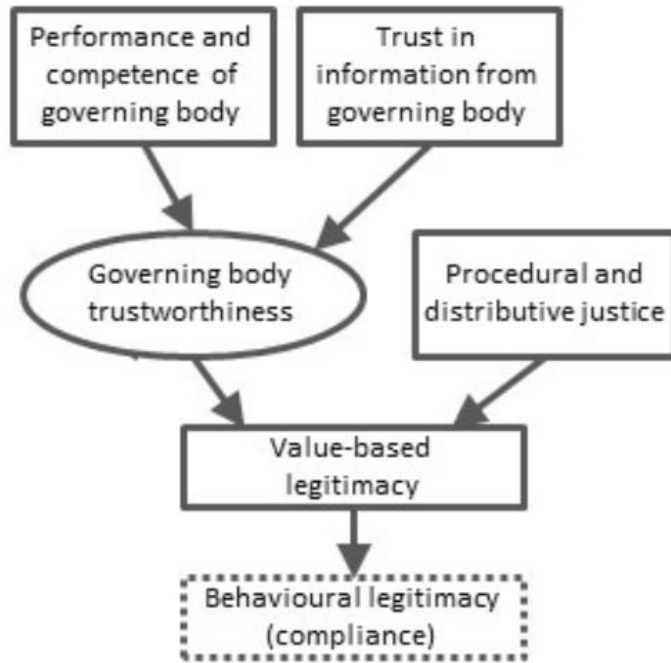 Performance and
competence of
governing body
Trust in
information from
governing body
Governing body
trustworthiness
Procedural and
distributive justice
Value-based
legitimacy
Behavioural legitimacy
(compliance)